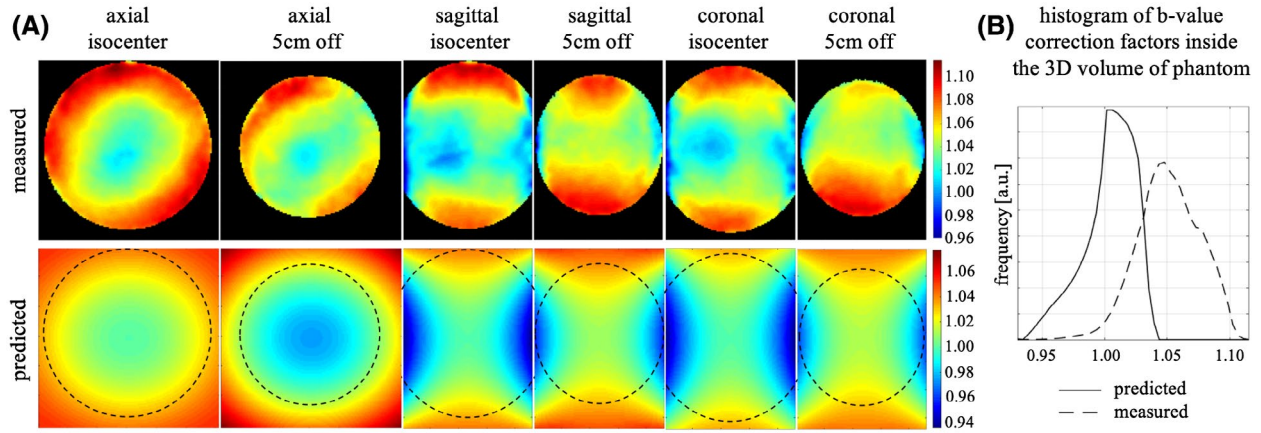 (A)
axial
isocenter
axial
5cm off
sagittal
isocenter
sagittal
5cm off
coronal
isocenter
coronal
5cm off
measured
1.10
1.08
1.06
1.04
1.02
1.00
0.98
0.96
predicted
1.06
1.04
1.02
1.00
0.98
0.96
0.94
(B)
histogram of b-value
correction factors inside
the 3D volume of phantom
frequency [a.u.]
0.95 1.00 1.05 1.10
predicted
measured